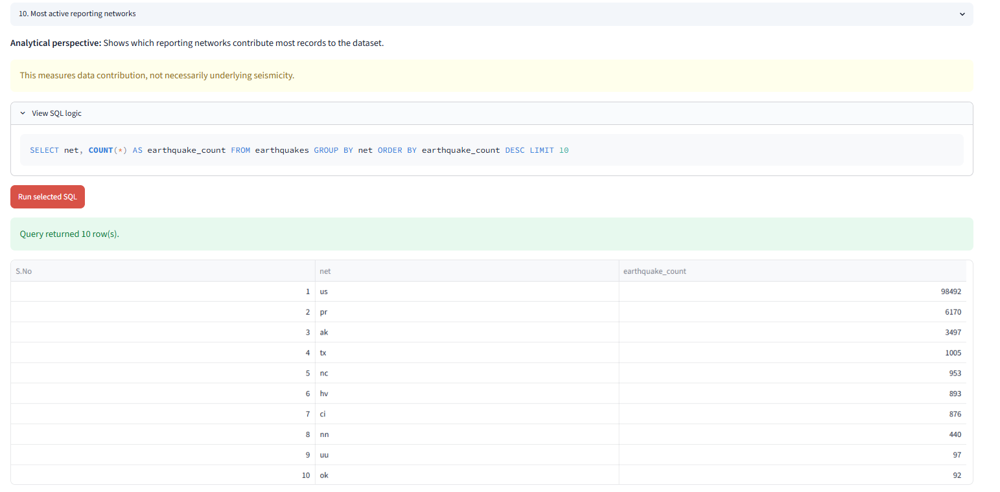 10. Most active reporting networks
Analytical perspective: Shows which reporting networks contribute most records to the dataset.
This measures data contribution, not necessarily underlying seismicity.
View SQL logic
SELECT net, COUNT(*) AS earthquake_count FROM earthquakes GROUP BY net ORDER BY earthquake_count DESC LIMIT 10
Run selected SQL
Query returned 10 row(s).
S.No net earthquake_count
1 us 98492
2 pr 6170
3 ak 3497
4 tx 1005
5 nc 953
6 hv 893
7 ci 876
8 nn 440
9 uu 97
10 ok 92